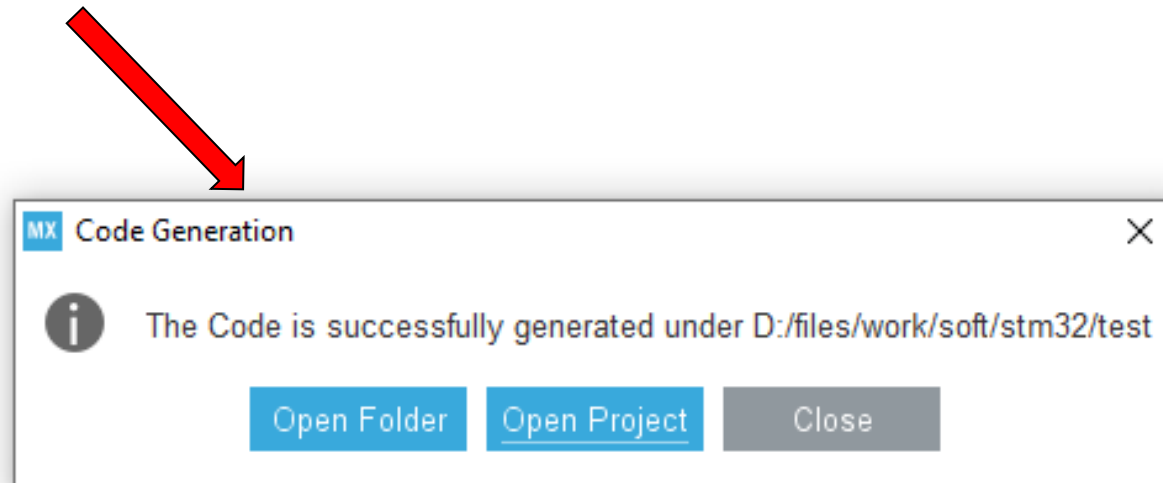 MX Code Generation
The Code is successfully generated under D:/files/work/soft/stm32/test
Open Folder Open Project Close